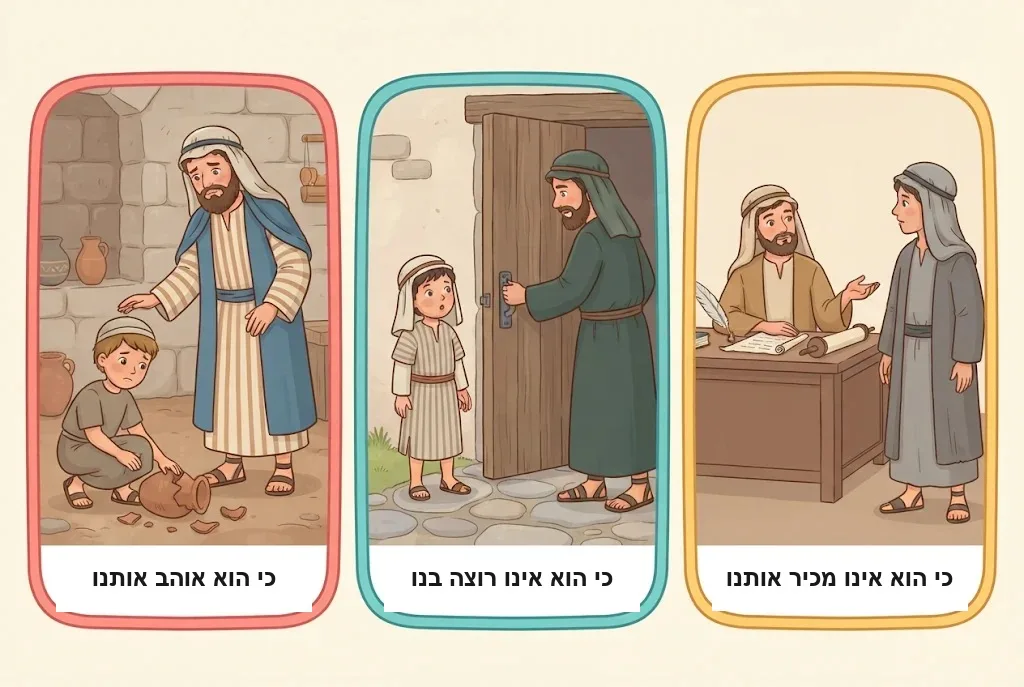 כי הוא אוהב אותנו
כי הוא אינו רוצה בנו
כי הוא אינו מכיר אותנו